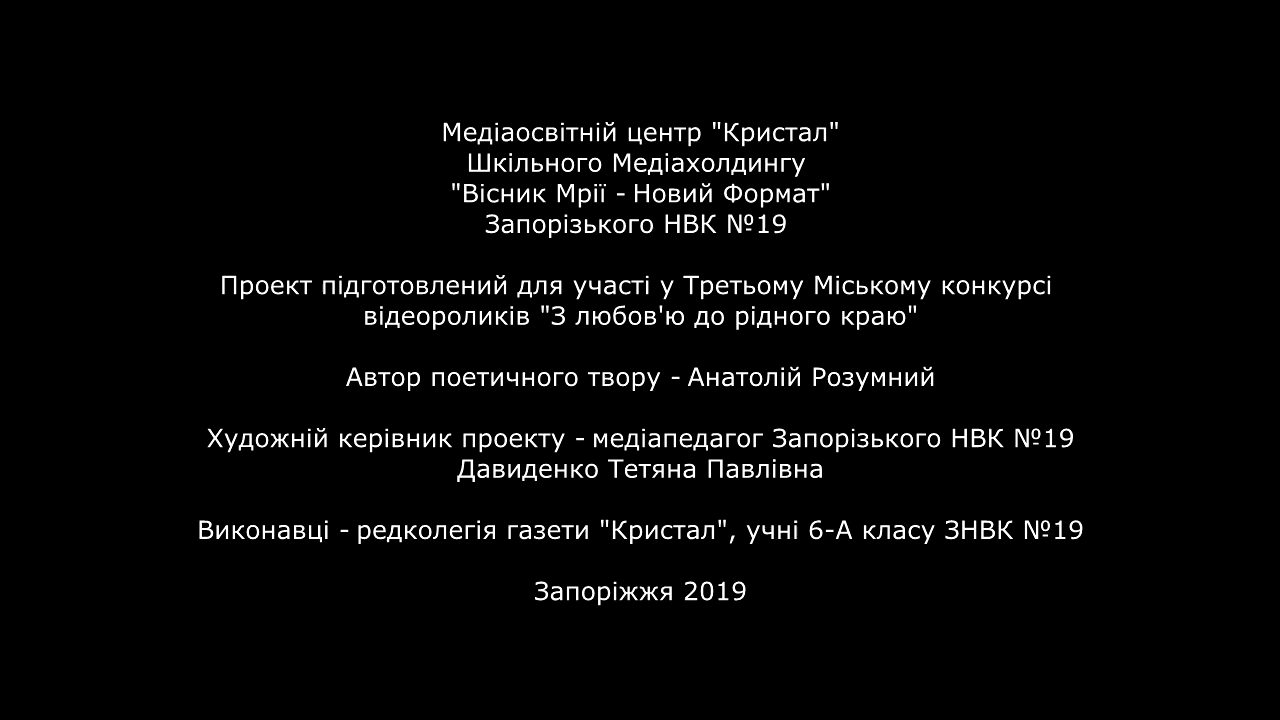 Медіаосвітній центр "Кристал"
Шкільного Медіахолдингу
"Вісник Мрії - Новий Формат"
Запорізького НВК №19
Проект підготовлений для участі у Третьому Міському конкурсі
відеороликів "З любов'ю до рідного краю"
Автор поетичного твору - Анатолій Розумний
Художній керівник проекту - медіапедагог Запорізького НВК №19
Давиденко Тетяна Павлівна
Виконавці - редколегія газети "Кристал", учні 6-А класу ЗНВК №19
Запоріжжя 2019